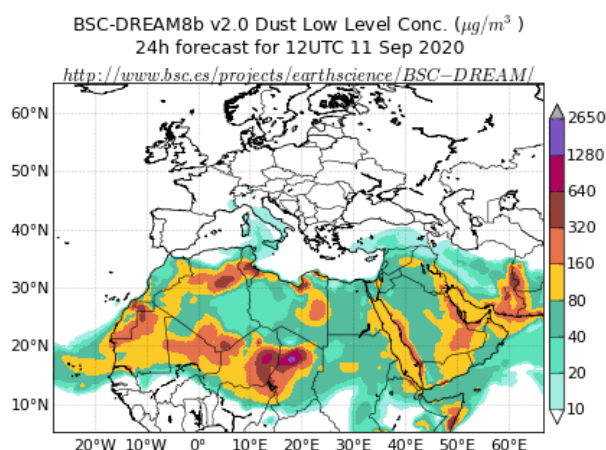 BSC-DREAM8b v2.0 Dust Low Level Conc. (μg/m³ )
24h forecast for 12UTC 11 Sep 2020
http://www.bsc.es/projects/earthscience/BSC−DREAM/
60°N
50°N
40°N
30°N
20°N
10°N
20°W 10°W 0° 10°E 20°E 30°E 40°E 50°E 60°E
2650
1280
640
320
160
80
40
20
10